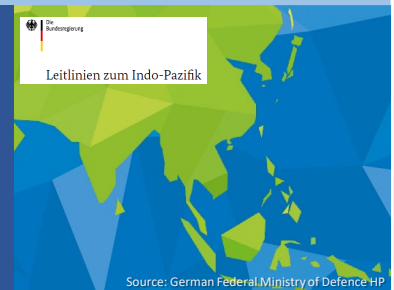 Die
Bundesregierung
Leitlinien zum Indo-Pazifik
Source: German Federal Ministry of Defence HP